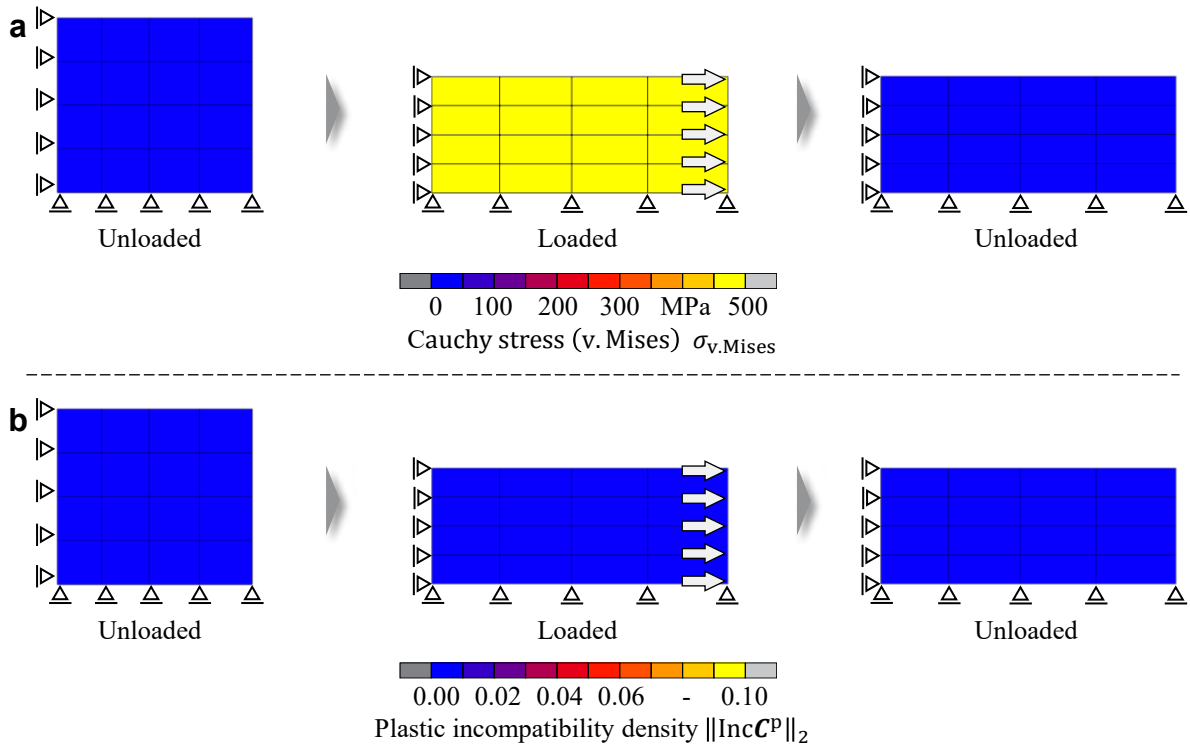 a
Unloaded Loaded Unloaded
0 100 200 300 MPa 500
Cauchy stress (v. Mises) σv.Mises
b
Unloaded Loaded Unloaded
0.00 0.02 0.04 0.06 - 0.10
Plastic incompatibility density ‖Inc𝑪ᵖ‖₂